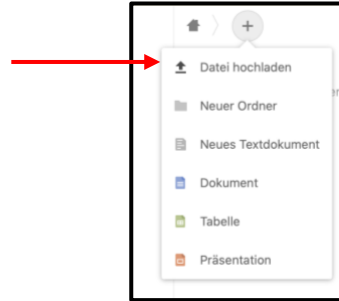 Datei hochladen
Neuer Ordner
Neues Textdokument
Dokument
Tabelle
Präsentation